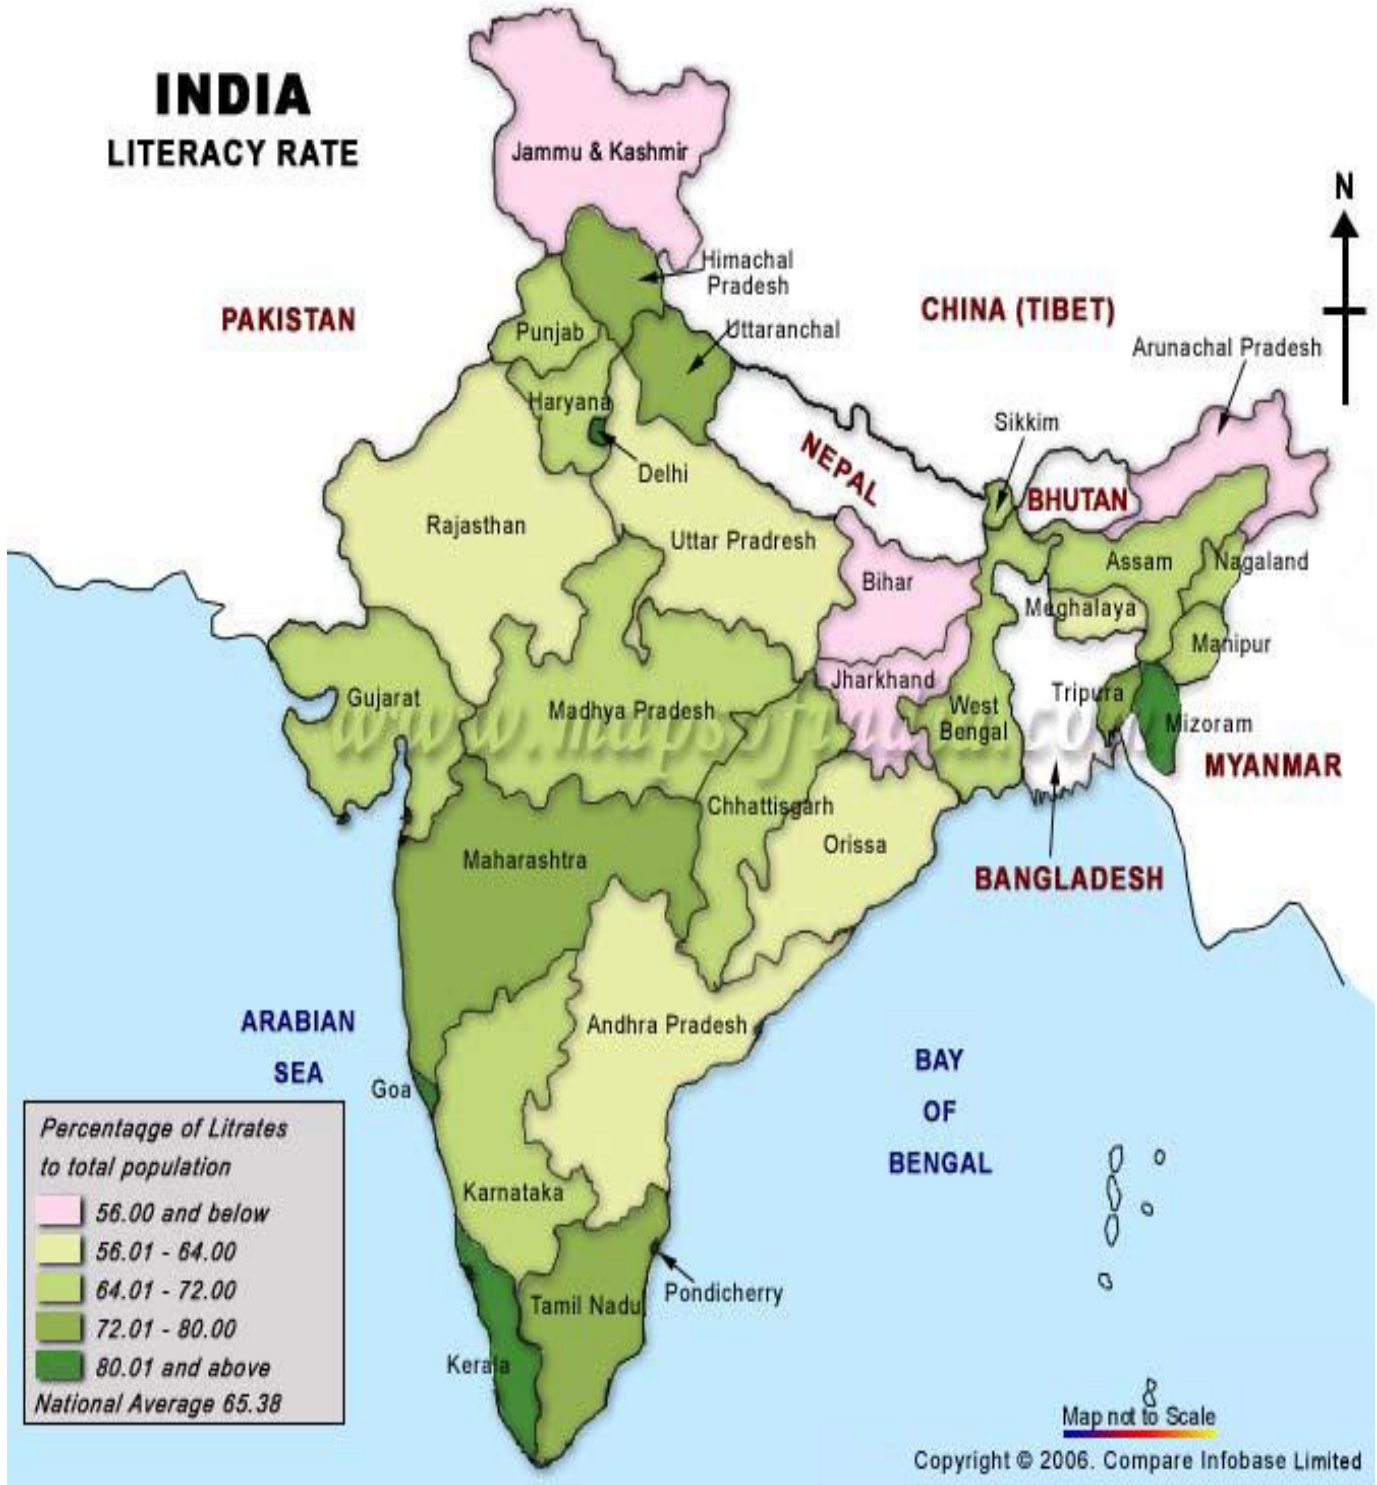 INDIA
LITERACY RATE
N
Jammu & Kashmir
Himachal
Pradesh
PAKISTAN
CHINA (TIBET)
Punjab
Uttaranchal
Arunachal Pradesh
Haryana
Sikkim
Delhi
NEPAL
BHUTAN
Rajasthan
Uttar Pradresh
Assam
Nagaland
Bihar
Meghalaya
Manipur
Jharkhand
Gujarat
Madhya Pradesh
West
Bengal
Tripura
Mizoram
www.mapsofindia.com
MYANMAR
Chhattisgarh
Maharashtra
Orissa
BANGLADESH
ARABIAN
SEA
Andhra Pradesh
BAY
OF
BENGAL
Goa
Karnataka
Pondicherry
Tamil Nadu
Kerala
Percentaqge of Litrates
to total population
56.00 and below
56.01 - 64.00
64.01 - 72.00
72.01 - 80.00
80.01 and above
National Average 65.38
Map not to Scale
Copyright © 2006. Compare Infobase Limited